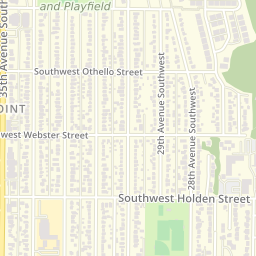 and Playfield
35th Avenue South
Southwest Othello Street
OINT
west Webster Street
29th Avenue Southwest
28th Avenue Southwest
Southwest Holden Street